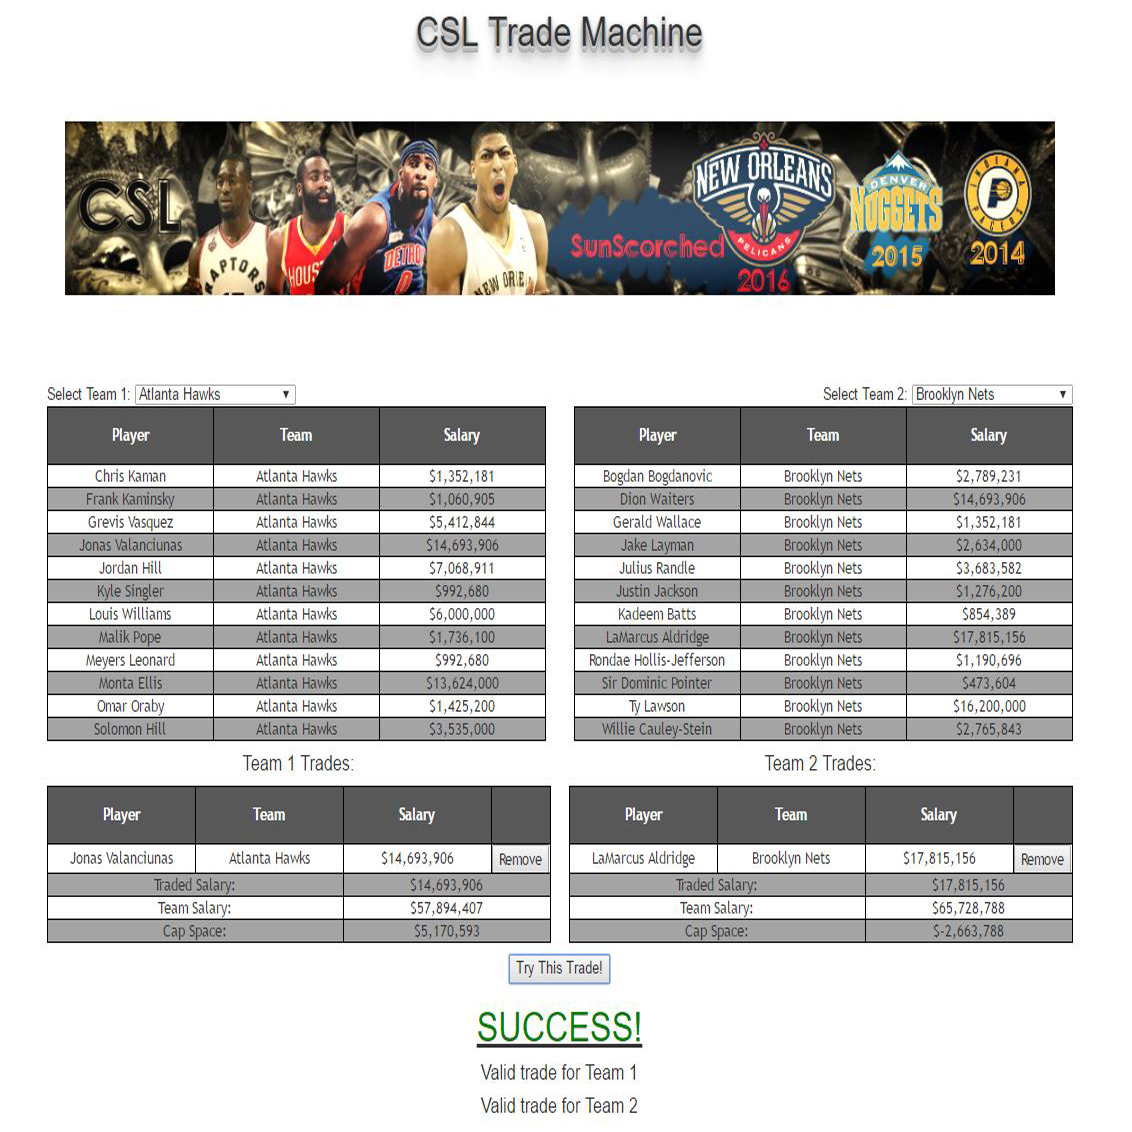 CSL Trade Machine
CSL
RAPTORS
HOUS
DETRO
0
NEW ORLE
SunScorched
NEW ORLEANS
PELICANS
2016
DENVER
NUGGETS
2015
INDIANA
PACERS
P
2014
Select Team 1: Atlanta Hawks
Select Team 2: Brooklyn Nets
Player Team Salary
Chris Kaman Atlanta Hawks $1,352,181
Frank Kaminsky Atlanta Hawks $1,060,905
Grevis Vasquez Atlanta Hawks $5,412,844
Jonas Valanciunas Atlanta Hawks $14,693,906
Jordan Hill Atlanta Hawks $7,068,911
Kyle Singler Atlanta Hawks $992,680
Louis Williams Atlanta Hawks $6,000,000
Malik Pope Atlanta Hawks $1,736,100
Meyers Leonard Atlanta Hawks $992,680
Monta Ellis Atlanta Hawks $13,624,000
Omar Oraby Atlanta Hawks $1,425,200
Solomon Hill Atlanta Hawks $3,535,000
Player Team Salary
Bogdan Bogdanovic Brooklyn Nets $2,789,231
Dion Waiters Brooklyn Nets $14,693,906
Gerald Wallace Brooklyn Nets $1,352,181
Jake Layman Brooklyn Nets $2,634,000
Julius Randle Brooklyn Nets $3,683,582
Justin Jackson Brooklyn Nets $1,276,200
Kadeem Batts Brooklyn Nets $854,389
LaMarcus Aldridge Brooklyn Nets $17,815,156
Rondae Hollis-Jefferson Brooklyn Nets $1,190,696
Sir Dominic Pointer Brooklyn Nets $473,604
Ty Lawson Brooklyn Nets $16,200,000
Willie Cauley-Stein Brooklyn Nets $2,765,843
Team 1 Trades:
Player Team Salary
Jonas Valanciunas Atlanta Hawks $14,693,906 Remove
Traded Salary: $14,693,906
Team Salary: $57,894,407
Cap Space: $5,170,593
Team 2 Trades:
Player Team Salary
LaMarcus Aldridge Brooklyn Nets $17,815,156 Remove
Traded Salary: $17,815,156
Team Salary: $65,728,788
Cap Space: $-2,663,788
Try This Trade!
SUCCESS!
Valid trade for Team 1
Valid trade for Team 2